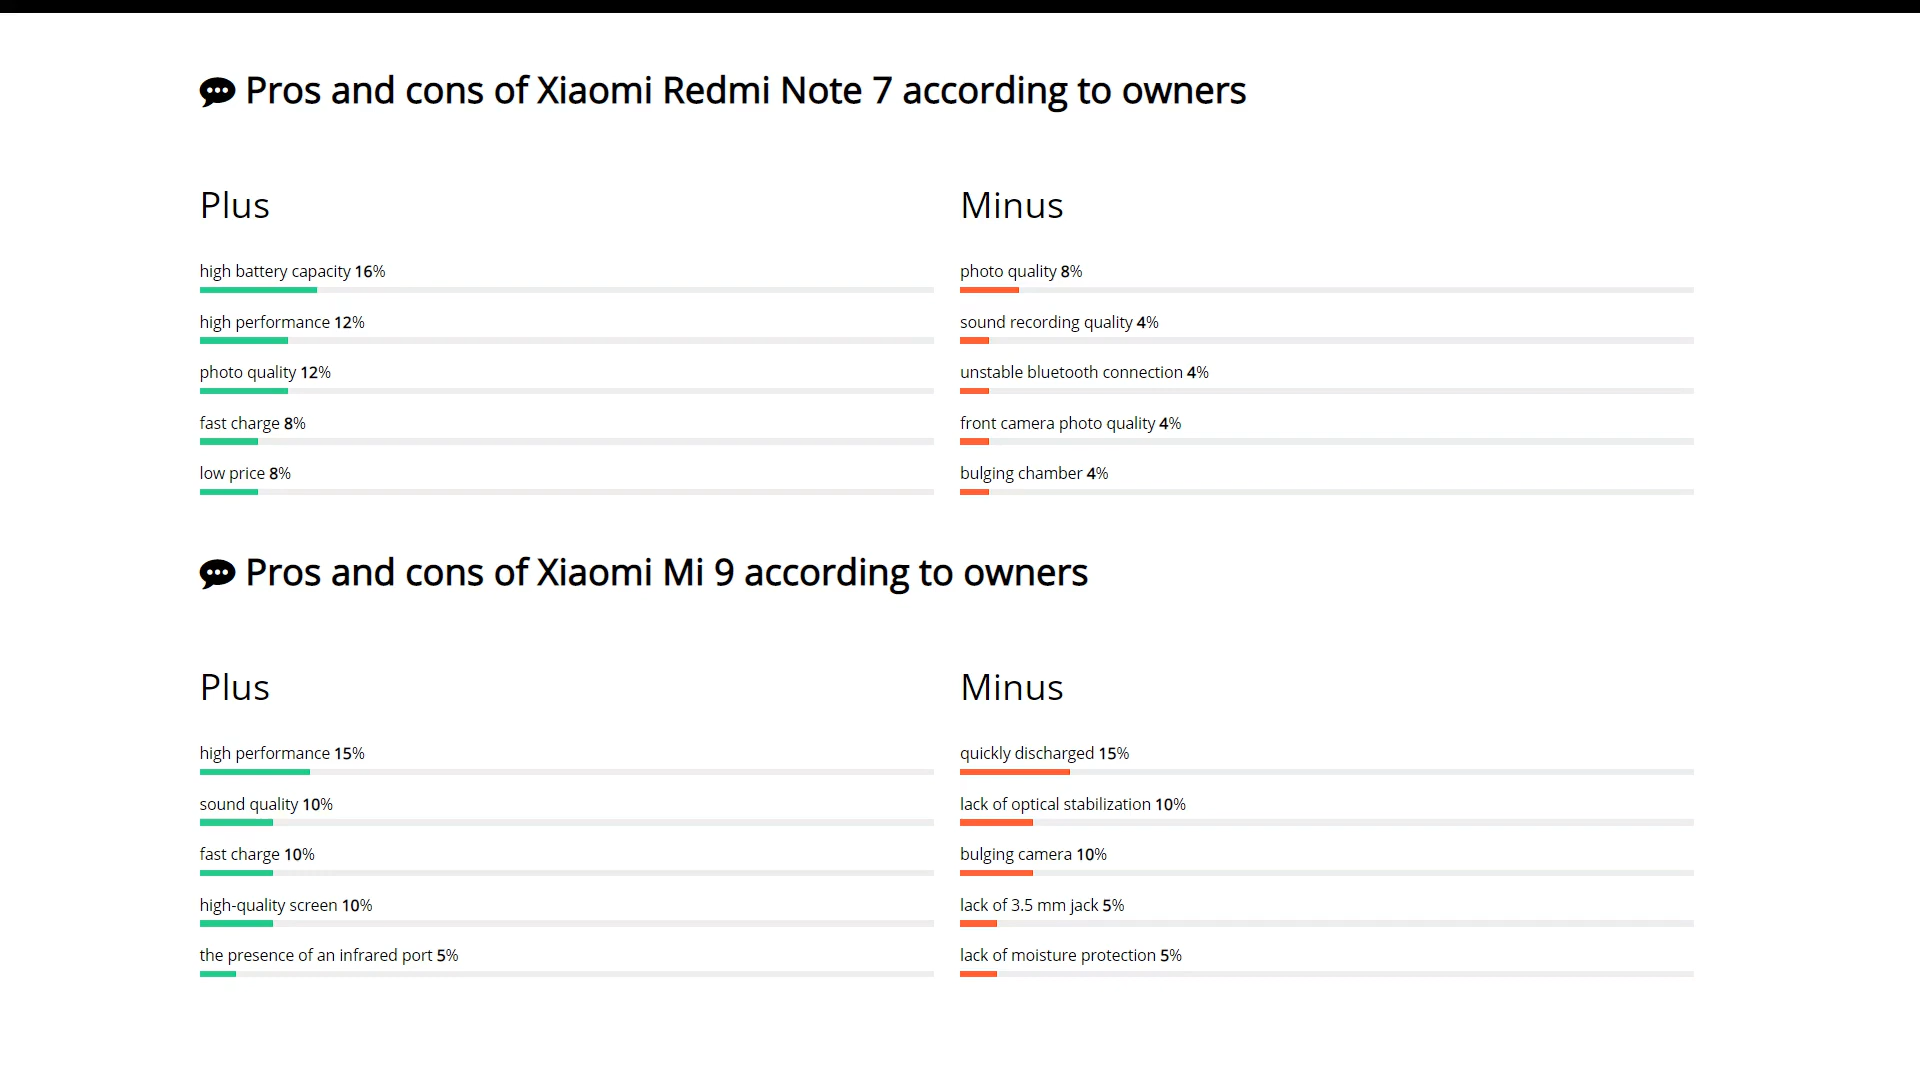 Pros and cons of Xiaomi Redmi Note 7 according to owners
Plus
high battery capacity 16%
high performance 12%
photo quality 12%
fast charge 8%
low price 8%
Minus
photo quality 8%
sound recording quality 4%
unstable bluetooth connection 4%
front camera photo quality 4%
bulging chamber 4%
Pros and cons of Xiaomi Mi 9 according to owners
Plus
high performance 15%
sound quality 10%
fast charge 10%
high-quality screen 10%
the presence of an infrared port 5%
Minus
quickly discharged 15%
lack of optical stabilization 10%
bulging camera 10%
lack of 3.5 mm jack 5%
lack of moisture protection 5%